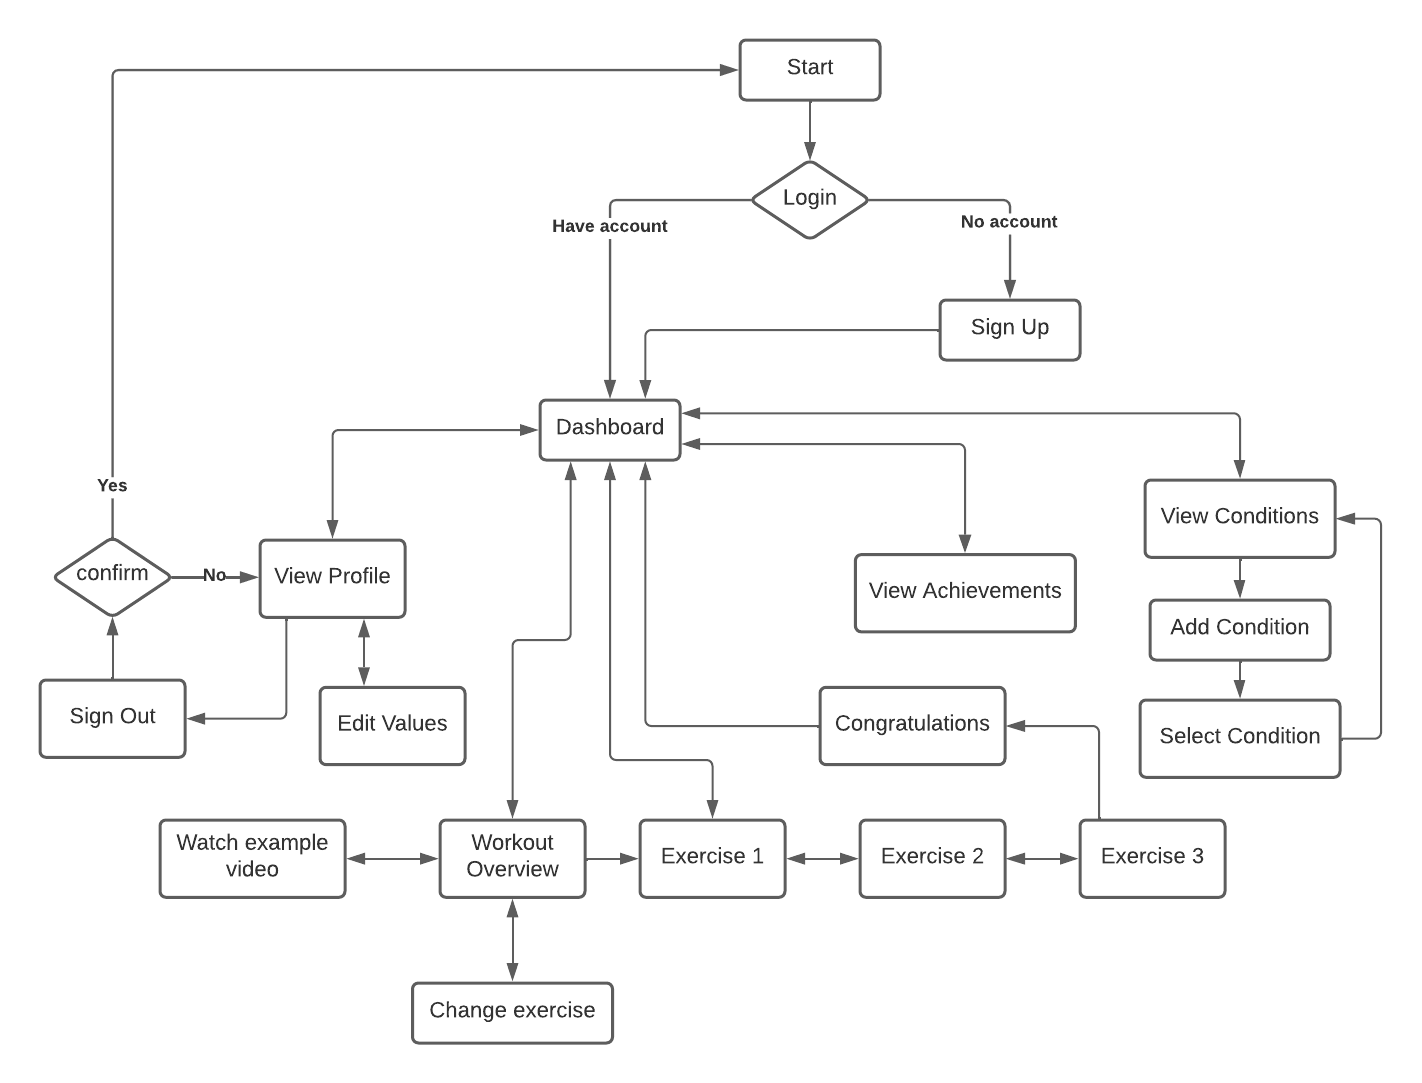 Start
Login
Have account
No account
Sign Up
Dashboard
Yes
View Conditions
confirm
No
View Profile
View Achievements
Add Condition
Sign Out
Edit Values
Congratulations
Select Condition
Watch example
video
Workout
Overview
Exercise 1
Exercise 2
Exercise 3
Change exercise